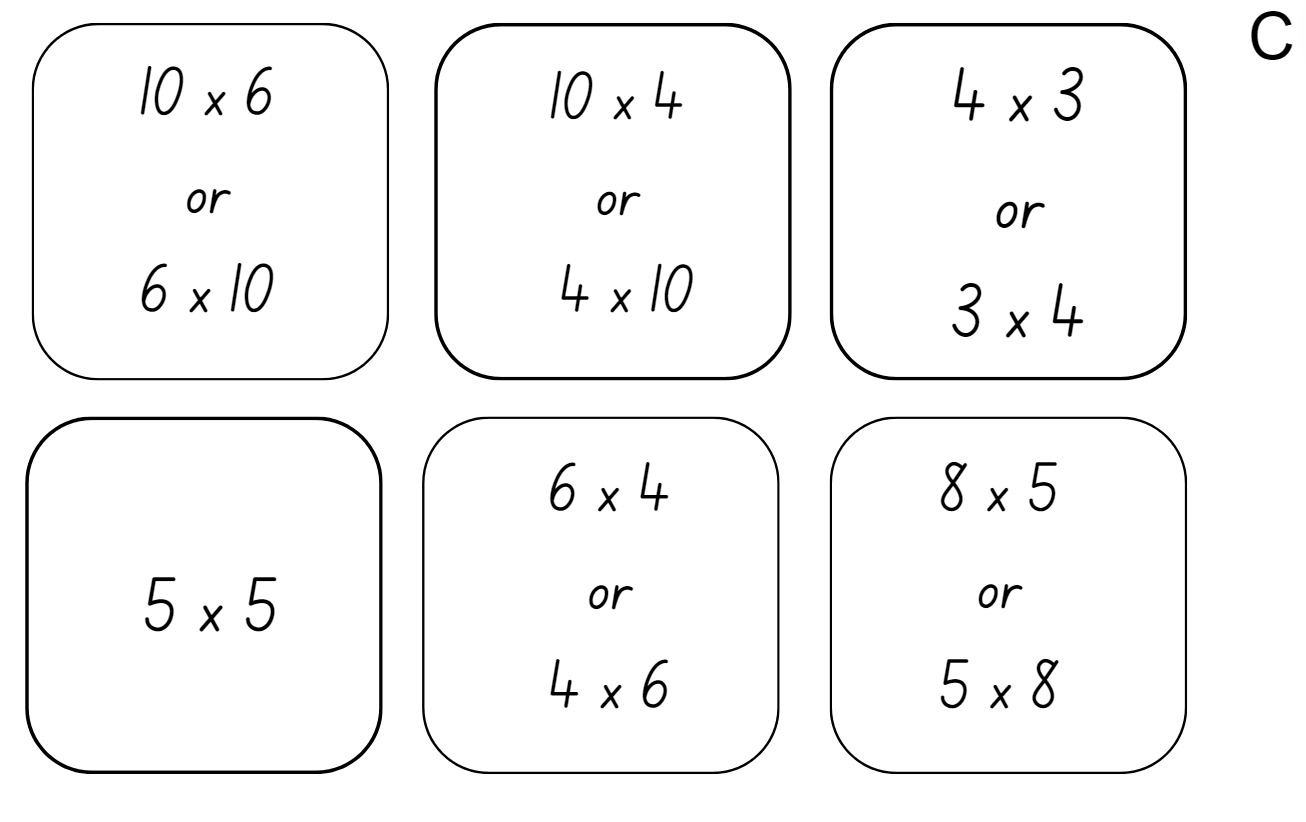 C
10 x 6
or
6 x 10
10 x 4
or
4 x 10
4 x 3
or
3 x 4
5 x 5
6 x 4
or
4 x 6
8 x 5
or
5 x 8